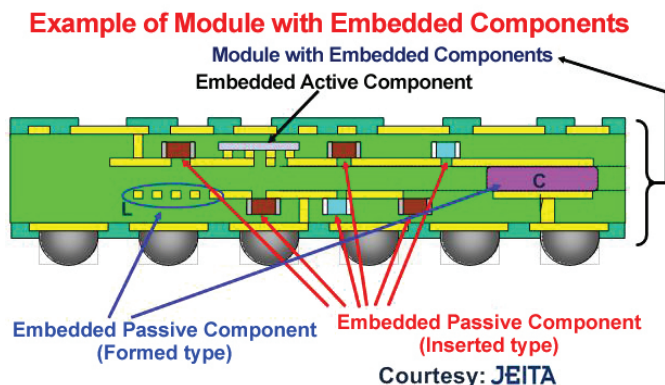 Example of Module with Embedded Components
Module with Embedded Components
Embedded Active Component
C
L
Embedded Passive Component
(Formed type)
Embedded Passive Component
(Inserted type)
Courtesy: JEITA